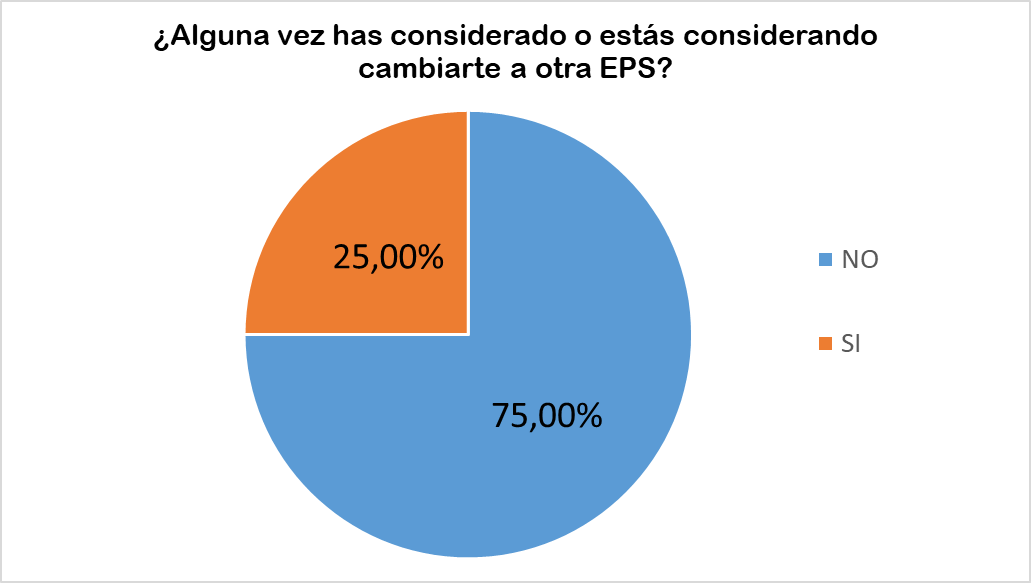 ¿Alguna vez has considerado o estás considerando
cambiarte a otra EPS?
25,00%
75,00%
NO
SI